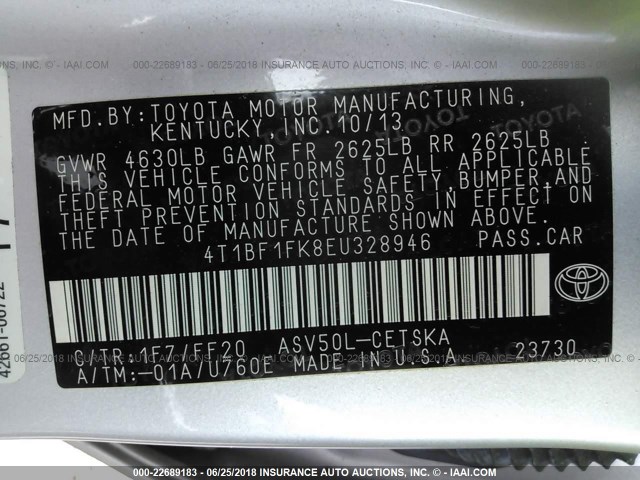 000-22689183 - 06/25/2018 INSURANCE AUTO AUCTIONS, INC. - © - IAAI.COM
MFD.BY:TOYOTA MOTOR MANUFACTURING,
KENTUCKY,INC.10/13
GVWR 4630LB GAWR FR 2625LB RR 2625LB
THIS VEHICLE CONFORMS TO ALL APPLICABLE
FEDERAL MOTOR VEHICLE SAFETY,BUMPER,AND
THEFT PREVENTION STANDARDS IN EFFECT ON
THE DATE OF MANUFACTURE SHOWN ABOVE.
4T1BF1FK8EU328946 PASS.CAR
C/TR:1F7/FF20 ASV50L-CETSKA
A/TM:-01A/U760E MADE IN U.S.A 23730
TOYOTA
000-22689183 - 06/25/2018 INSURANCE AUTO AUCTIONS, INC. - © - IAAI.COM